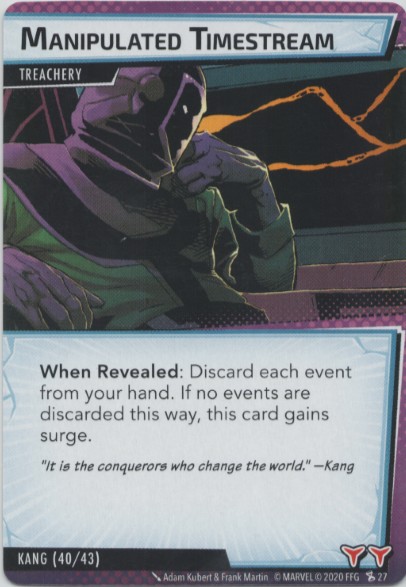 Manipulated Timestream
TREACHERY
When Revealed: Discard each event
from your hand. If no events are
discarded this way, this card gains
surge.
"It is the conquerors who change the world." —Kang
KANG (40/43)
Adam Kubert & Frank Martin © MARVEL © 2020 FFG 27